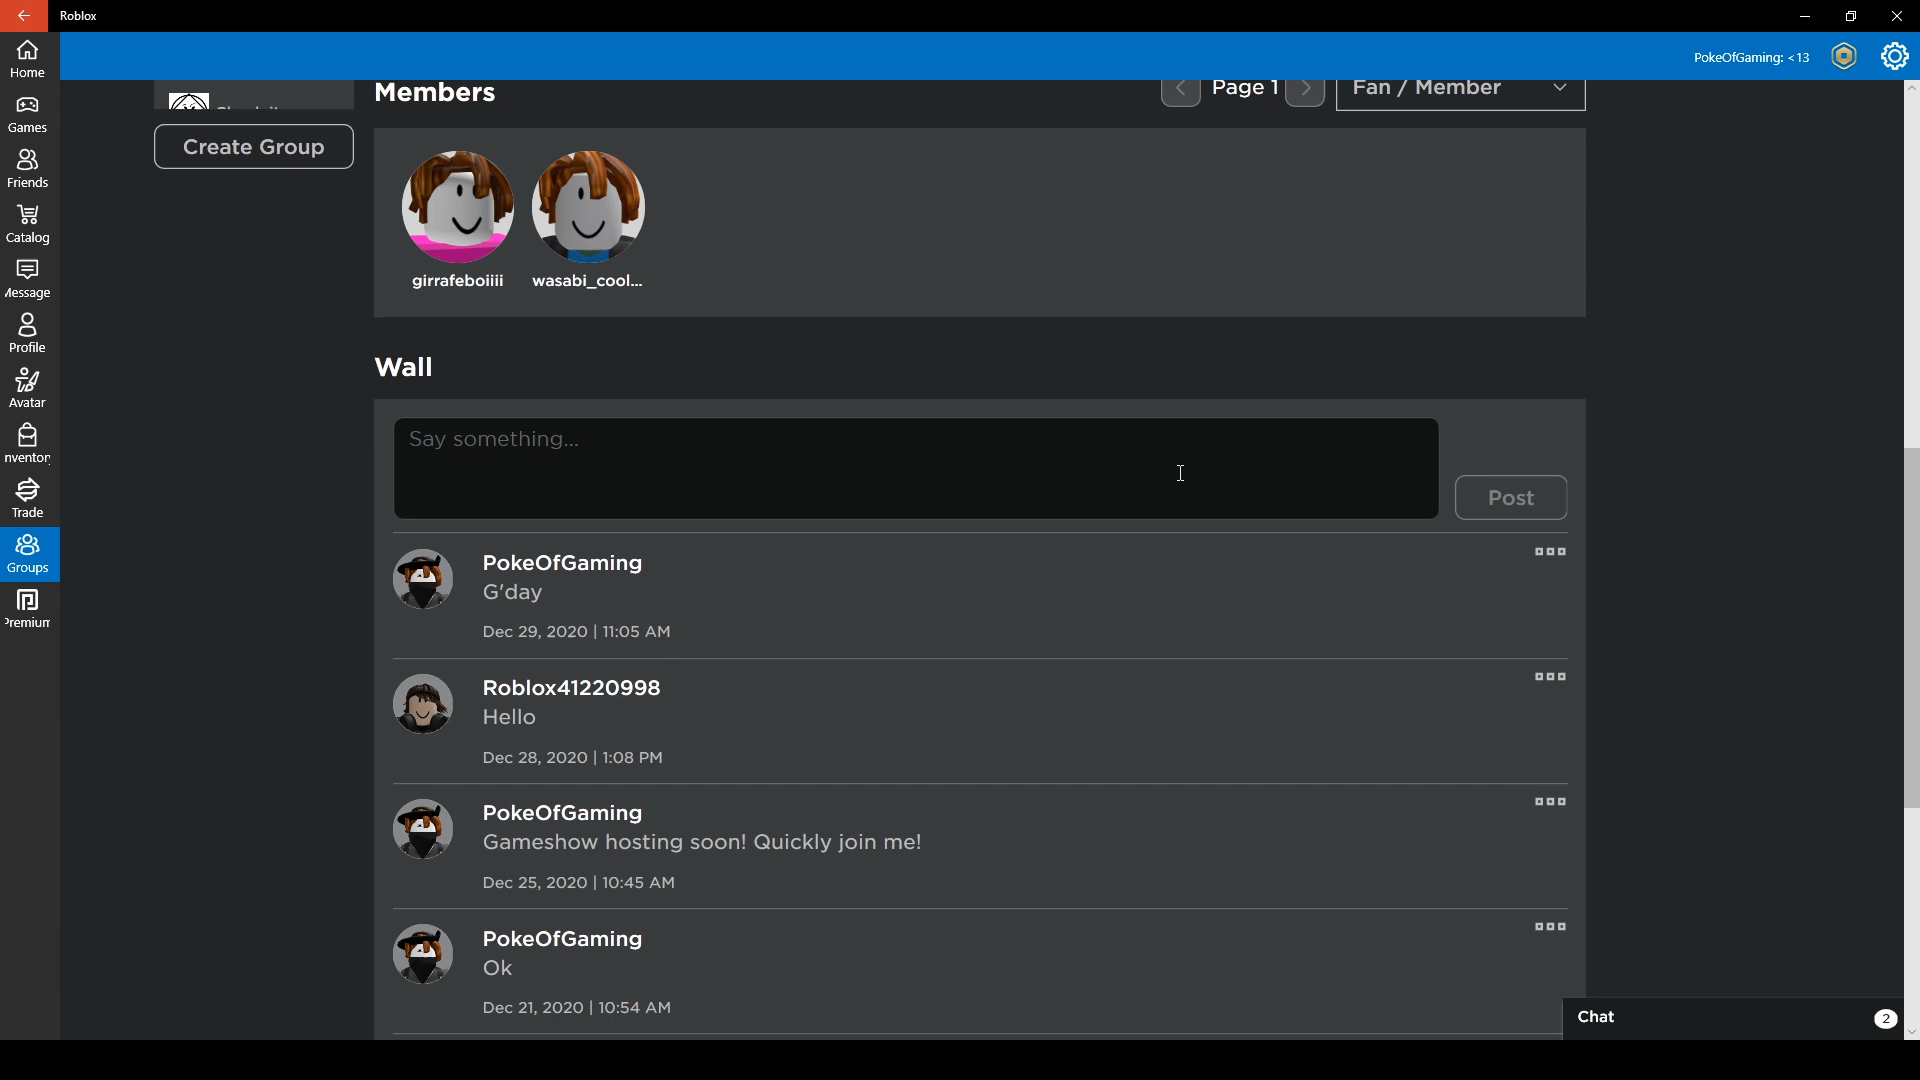 Roblox
PokeOfGaming: <13
Home
Games
Friends
Catalog
Message
Profile
Avatar
nventory
Trade
Groups
Premium
Create Group
Members
Page 1
Fan / Member
girrafeboiiii
wasabi_cool...
Wall
Say something...
Post
PokeOfGaming
G'day
Dec 29, 2020 | 11:05 AM
Roblox41220998
Hello
Dec 28, 2020 | 1:08 PM
PokeOfGaming
Gameshow hosting soon! Quickly join me!
Dec 25, 2020 | 10:45 AM
PokeOfGaming
Ok
Dec 21, 2020 | 10:54 AM
Chat
2